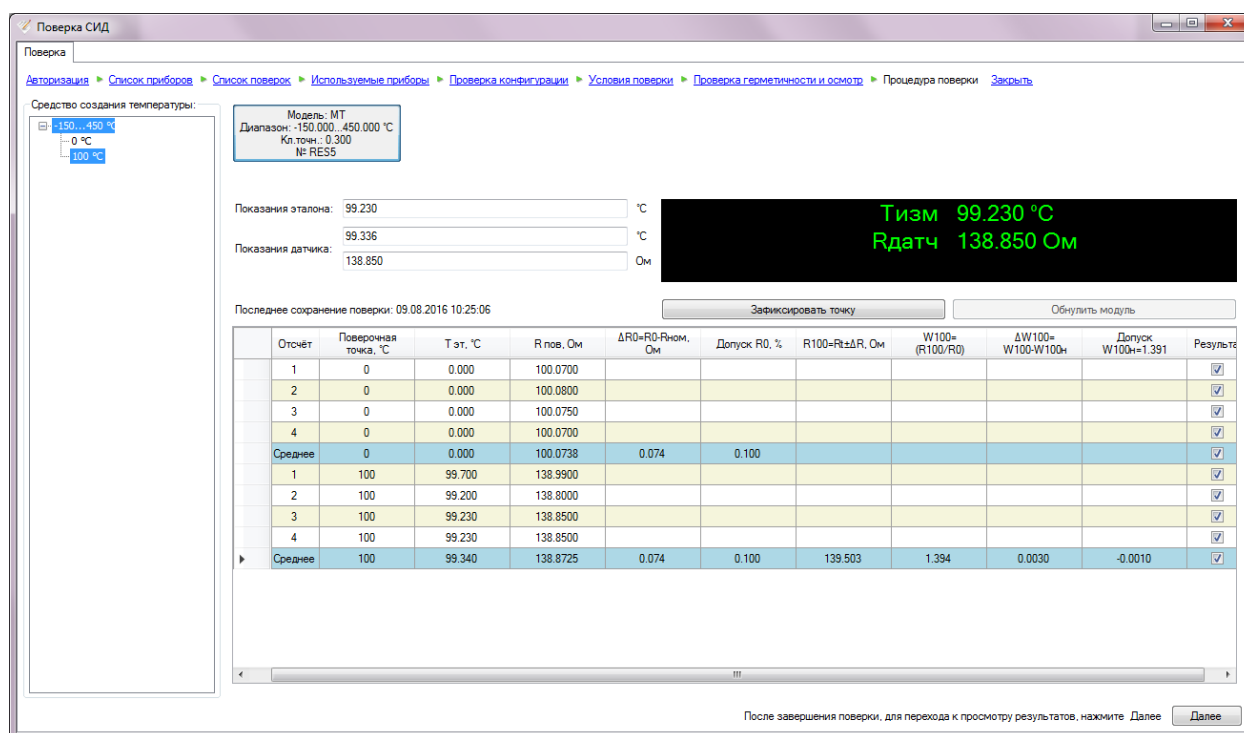 Поверка СИД
Поверка
Авторизация Список приборов Список поверок Используемые приборы Проверка конфигурации Условия поверки Проверка герметичности и осмотр Процедура поверки Закрыть
Средство создания температуры:
-150...450 °C
0 °C
100 °C
Модель: МТ
Диапазон: -150.000...450.000 °C
Кл.точн.: 0.300
№ RES5
Показания эталона: 99.230 °C
Показания датчика:
99.336 °C
138.850 Ом
Tизм 99.230 °C
Rдатч 138.850 Ом
Последнее сохранение поверки: 09.08.2016 10:25:06
Зафиксировать точку
Обнулить модуль
Отсчёт Поверочная точка, °C Т эт, °C R пов, Ом ΔR0=R0-Rном, Ом Допуск R0, % R100=Rt±ΔR, Ом W100=(R100/R0) ΔW100=W100-W100н Допуск W100н=1.391 Результа
1 0 0.000 100.0700
2 0 0.000 100.0800
3 0 0.000 100.0750
4 0 0.000 100.0700
Среднее 0 0.000 100.0738 0.074 0.100
1 100 99.700 138.9900
2 100 99.200 138.8000
3 100 99.230 138.8500
4 100 99.230 138.8500
Среднее 100 99.340 138.8725 0.074 0.100 139.503 1.394 0.0030 -0.0010
После завершения поверки, для перехода к просмотру результатов, нажмите Далее
Далее